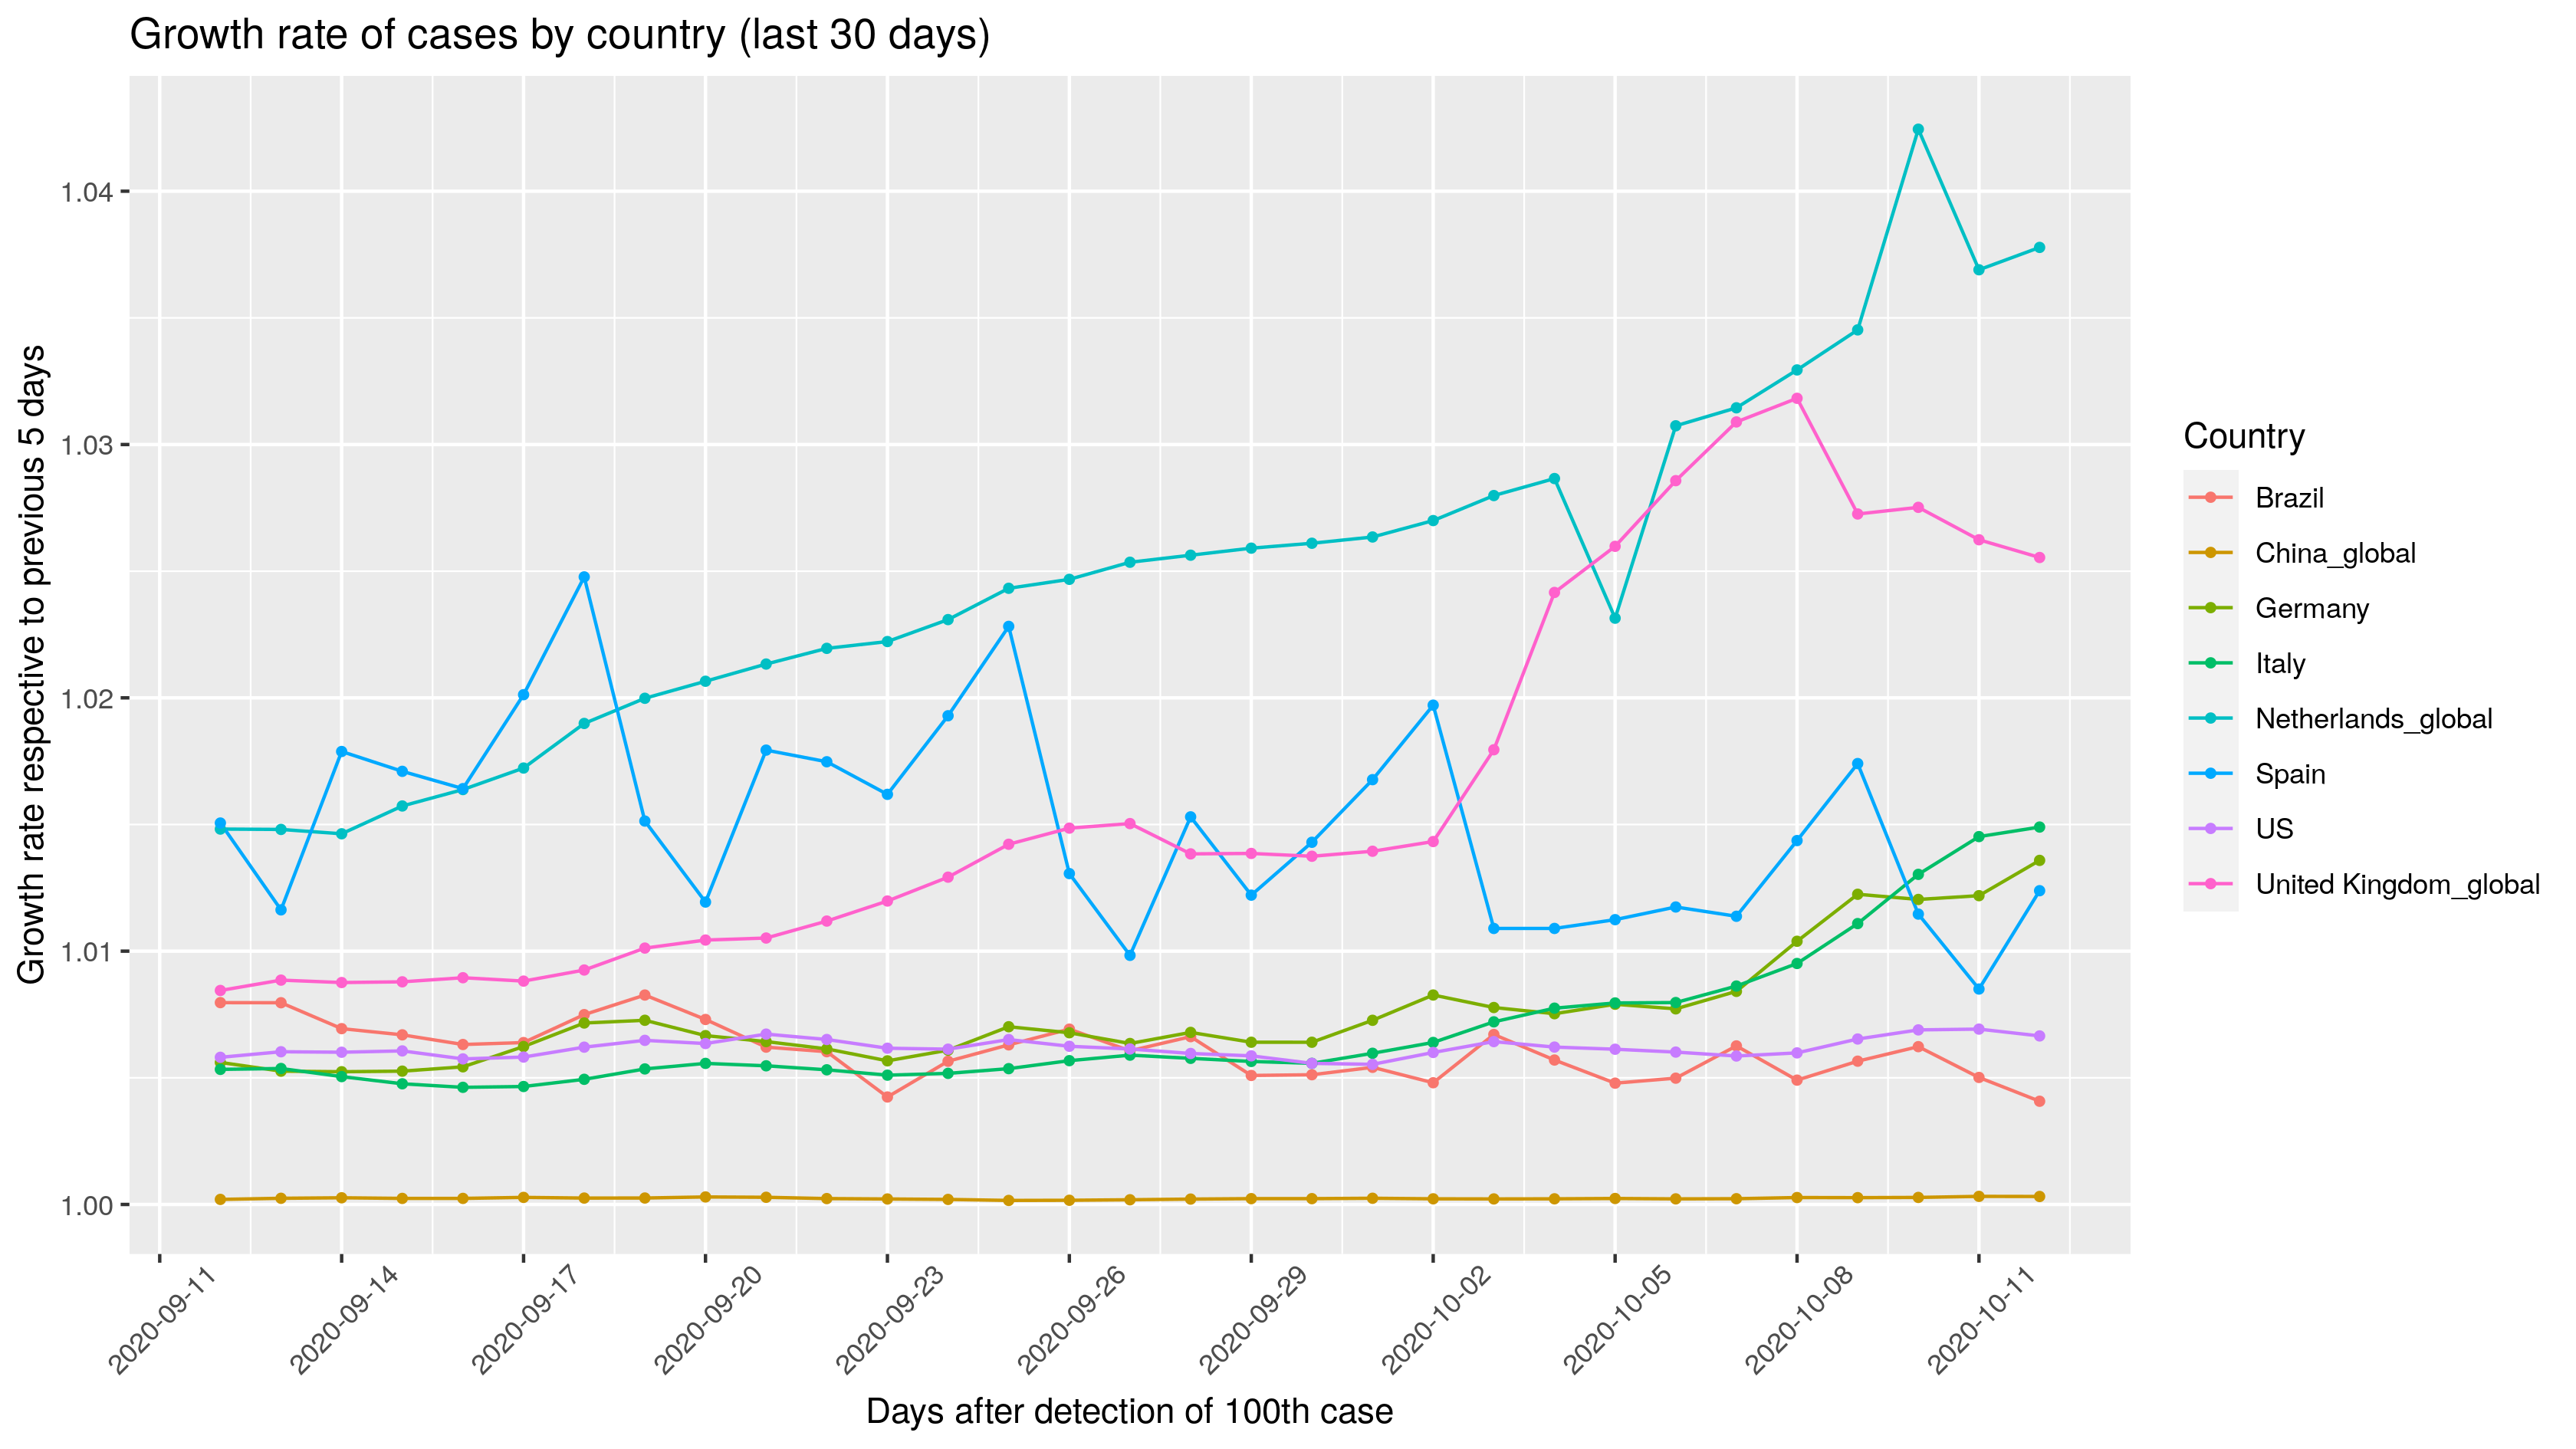 Growth rate of cases by country (last 30 days)
Growth rate respective to previous 5 days
1.04
1.03
1.02
1.01
1.00
2020-09-11
2020-09-14
2020-09-17
2020-09-20
2020-09-23
2020-09-26
2020-09-29
2020-10-02
2020-10-05
2020-10-08
2020-10-11
Days after detection of 100th case
Country
Brazil
China_global
Germany
Italy
Netherlands_global
Spain
US
United Kingdom_global